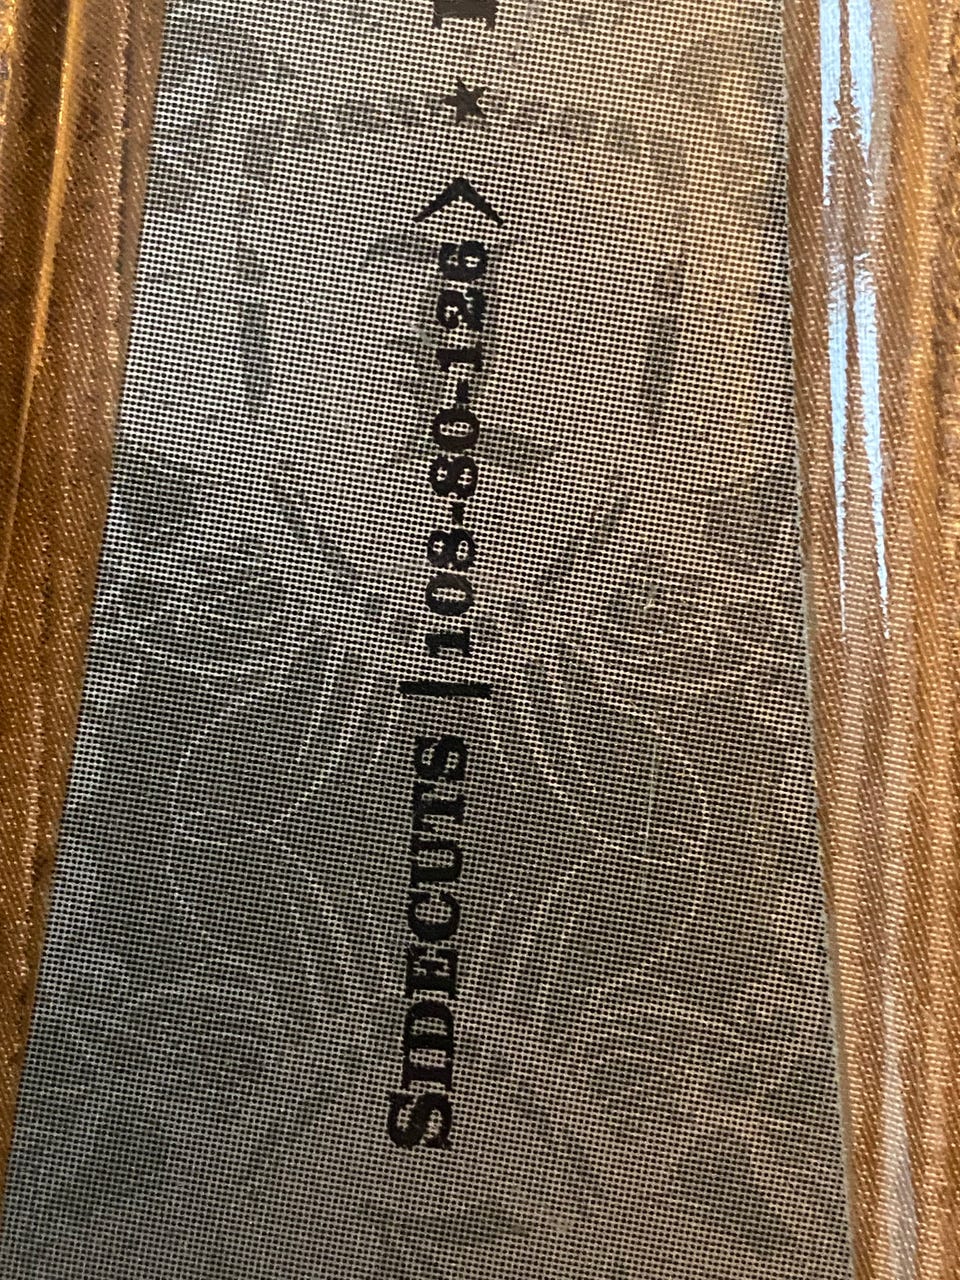 SIDECUTS | 108-80-126 > ★